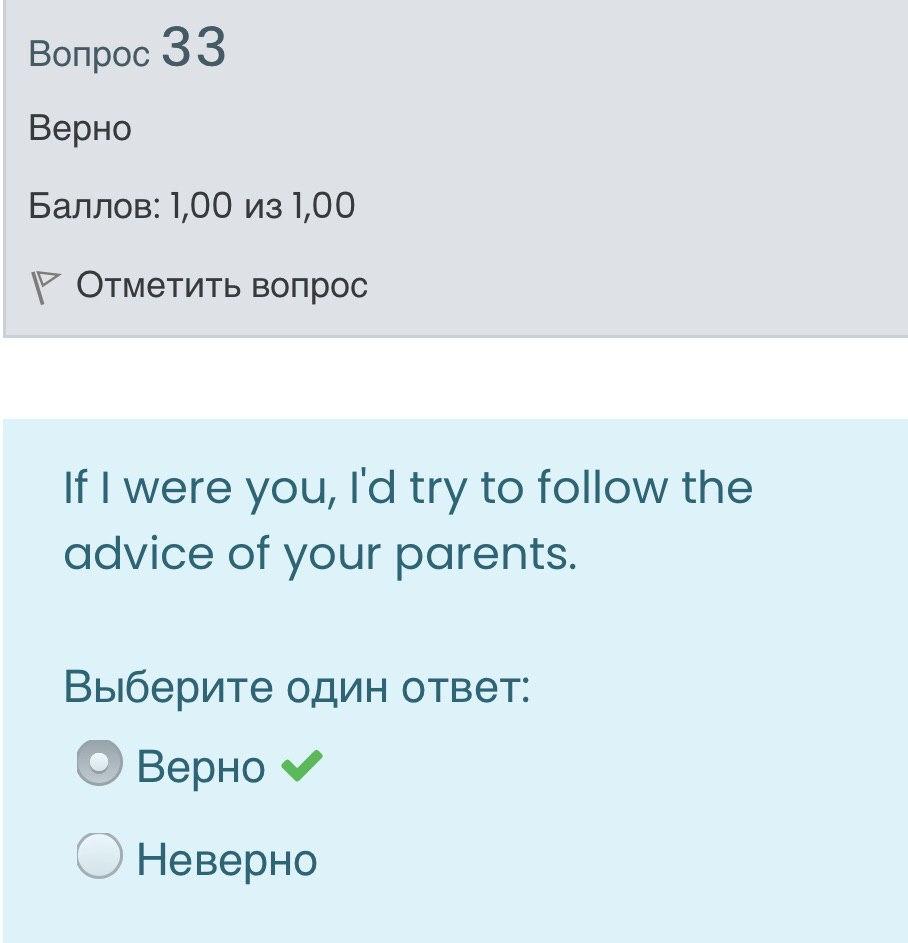 Вопрос 33
Верно
Баллов: 1,00 из 1,00
Отметить вопрос
If I were you, I'd try to follow the
advice of your parents.
Выберите один ответ:
Верно
Неверно